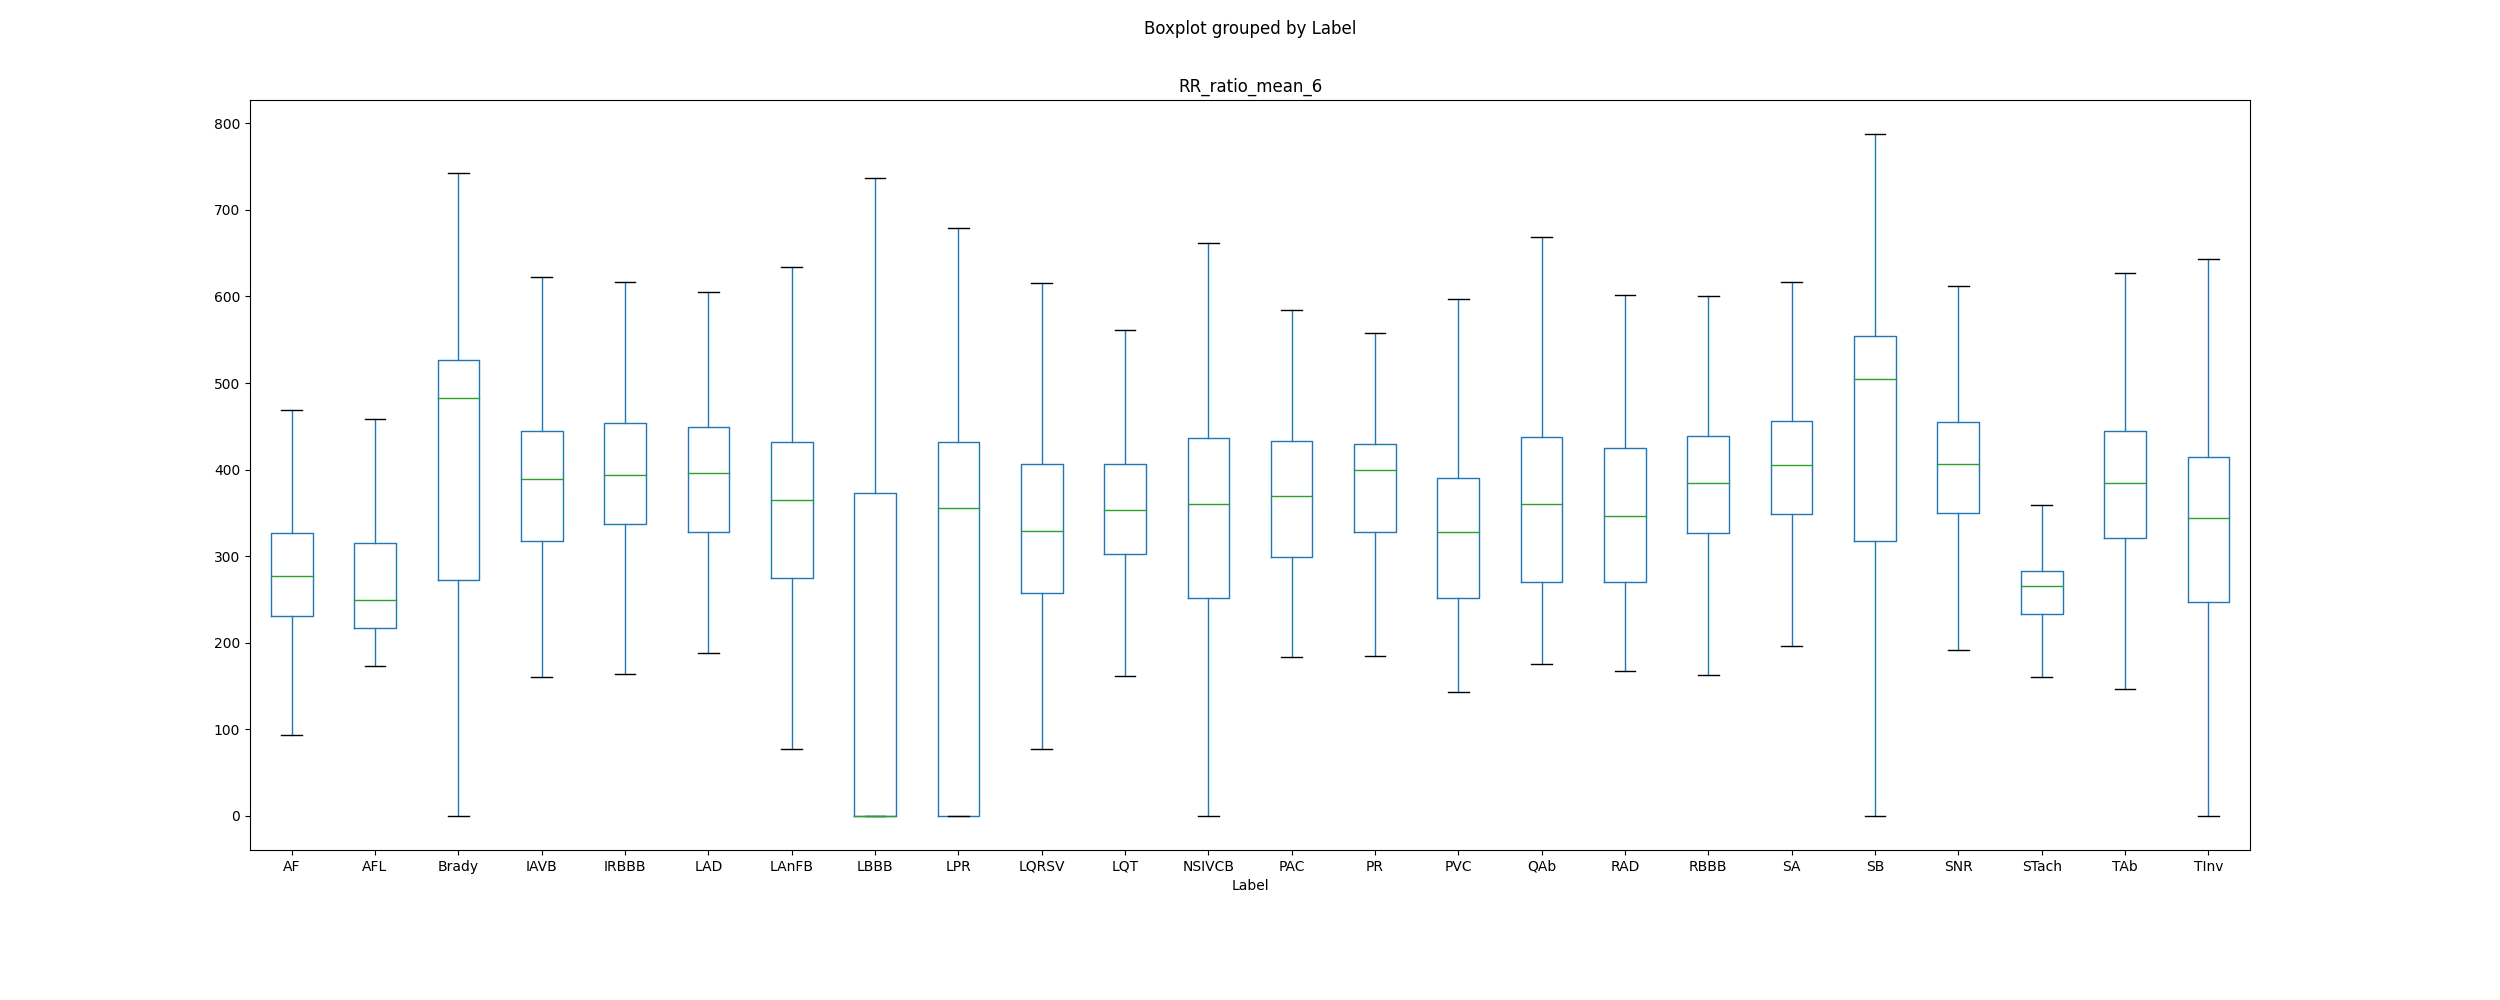 Boxplot grouped by Label
RR_ratio_mean_6
800
700
600
500
400
300
200
100
0
AF AFL Brady IAVB IRBBB LAD LAnFB LBBB LPR LQRSV LQT NSIVCB PAC PR PVC QAb RAD RBBB SA SB SNR STach TAb TInv
Label